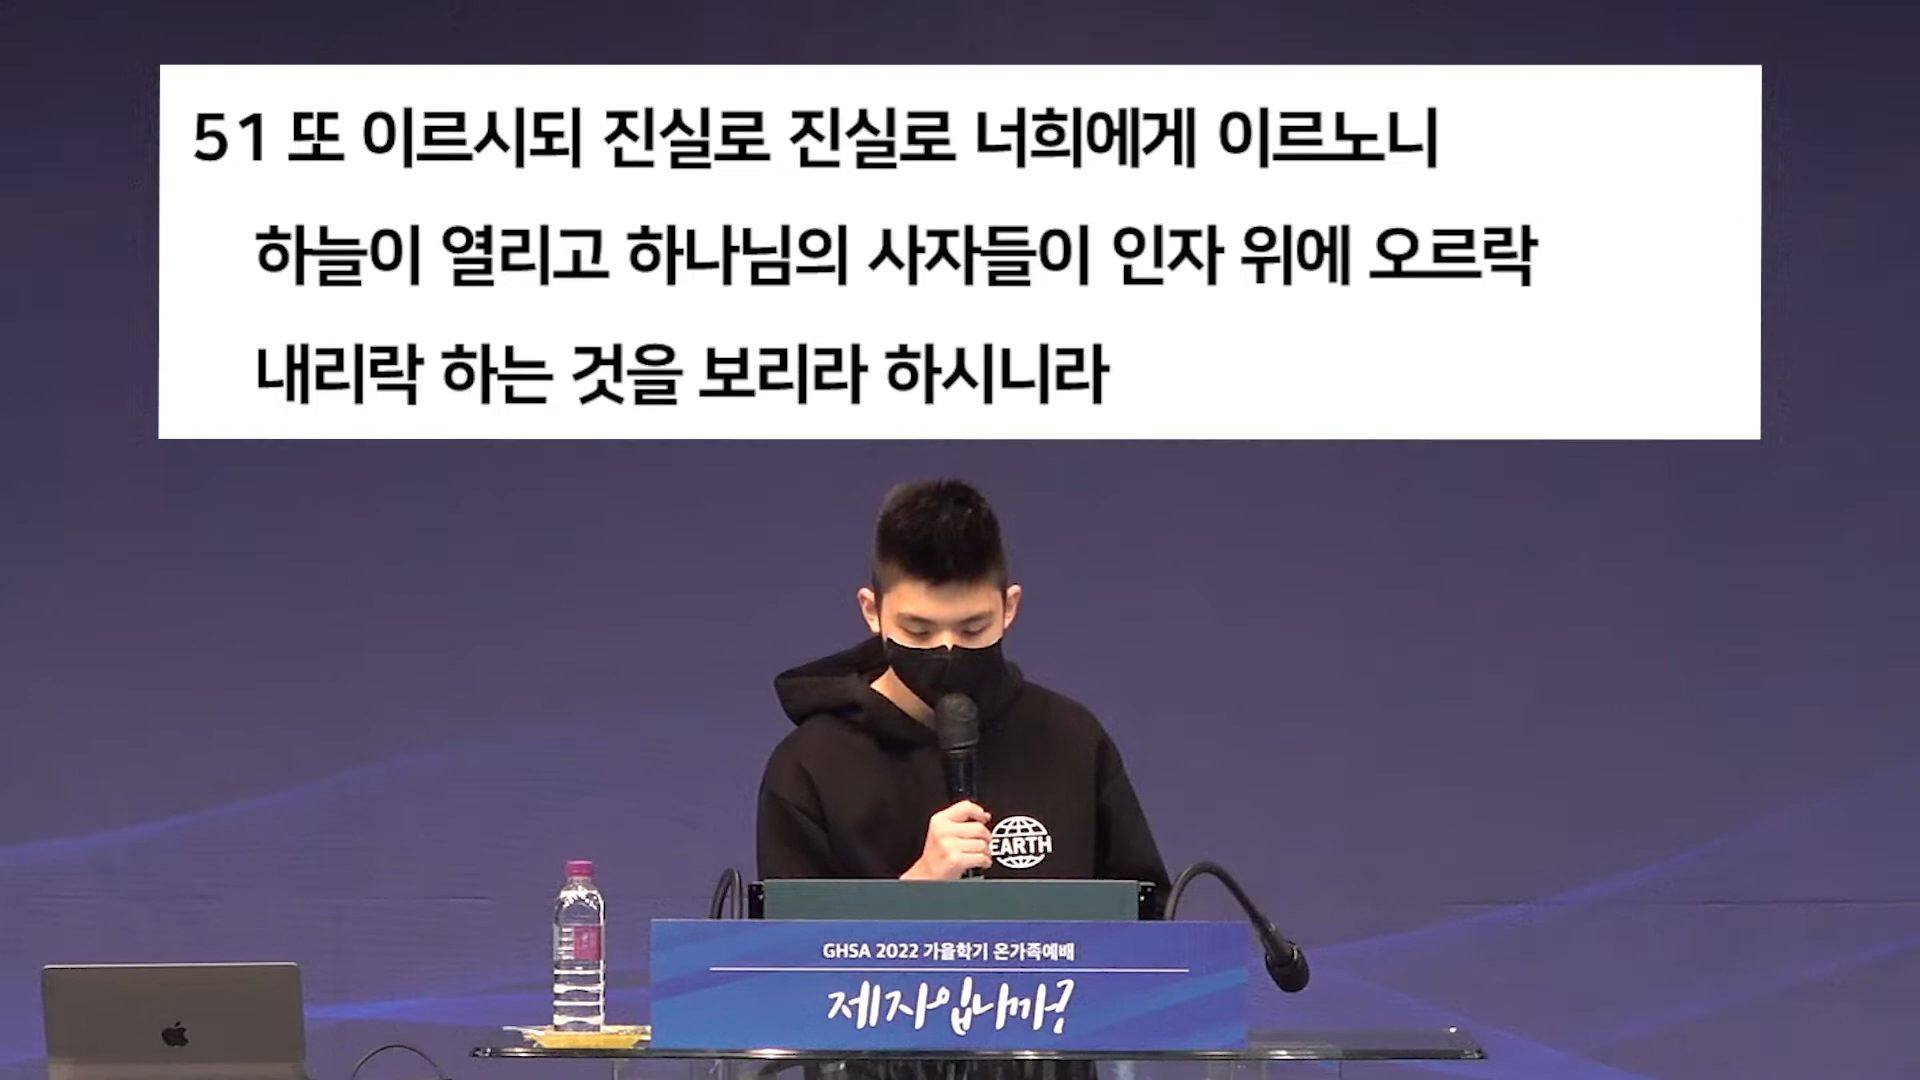 51 또 이르시되 진실로 진실로 너희에게 이르노니
하늘이 열리고 하나님의 사자들이 인자 위에 오르락
내리락 하는 것을 보리라 하시니라
EARTH
GHSA 2022 가을학기 온가족예배
제자입니까?